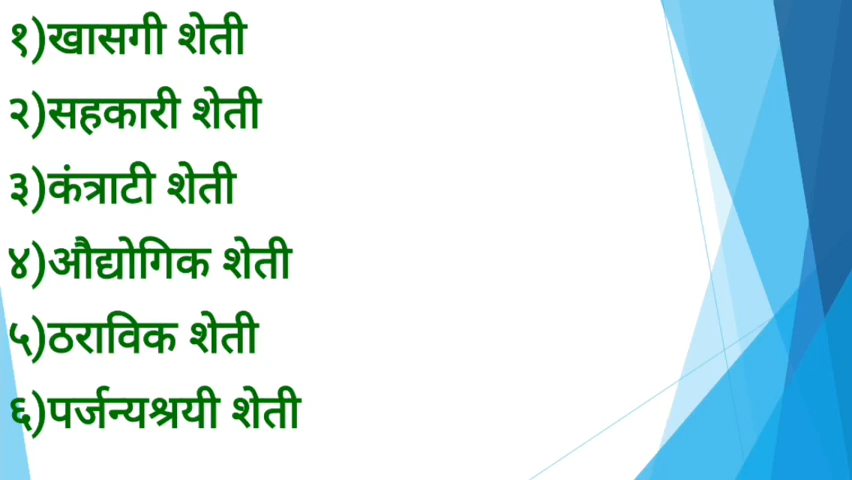 १)खासगी शेती
२)सहकारी शेती
३)कंत्राटी शेती
४)औद्योगिक शेती
५)ठराविक शेती
६)पर्जन्यश्रयी शेती